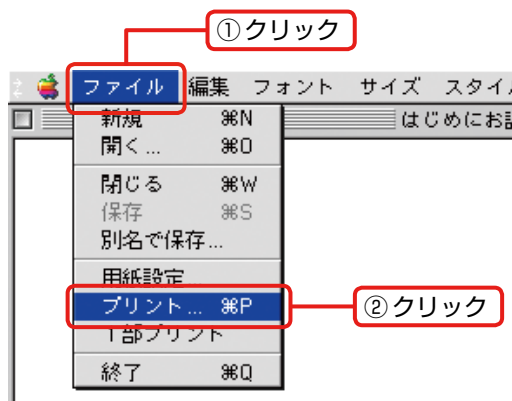 ①クリック
ファイル 編集 フォント サイズ スタイル
はじめにお読
新規 ⌘N
開く... ⌘O
閉じる ⌘W
保存 ⌘S
別名で保存...
用紙設定...
プリント... ⌘P
②クリック
1部プリント
終了 ⌘Q